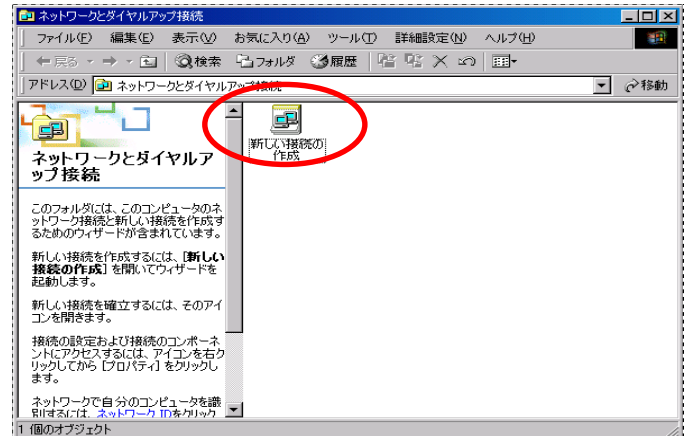 ネットワークとダイヤルアップ接続
ファイル(F) 編集(E) 表示(V) お気に入り(A) ツール(T) 詳細設定(N) ヘルプ(H)
戻る 検索 フォルダ 履歴
アドレス(D) ネットワークとダイヤルアップ接続 移動
新しい接続の
作成
ネットワークとダイヤルア
ップ接続
このフォルダには、このコンピュータのネ
ットワーク接続と新しい接続を作成す
るためのウィザードが含まれています。
新しい接続を作成するには、[新しい
接続の作成] を開いてウィザードを
起動します。
新しい接続を確立するには、そのアイ
コンを開きます。
接続の設定および接続のコンポーネ
ントにアクセスするには、アイコンを右ク
リックしてから [プロパティ] をクリックし
ます。
ネットワークで自分のコンピュータを識
別するには、ネットワーク IDをクリック
1 個のオブジェクト